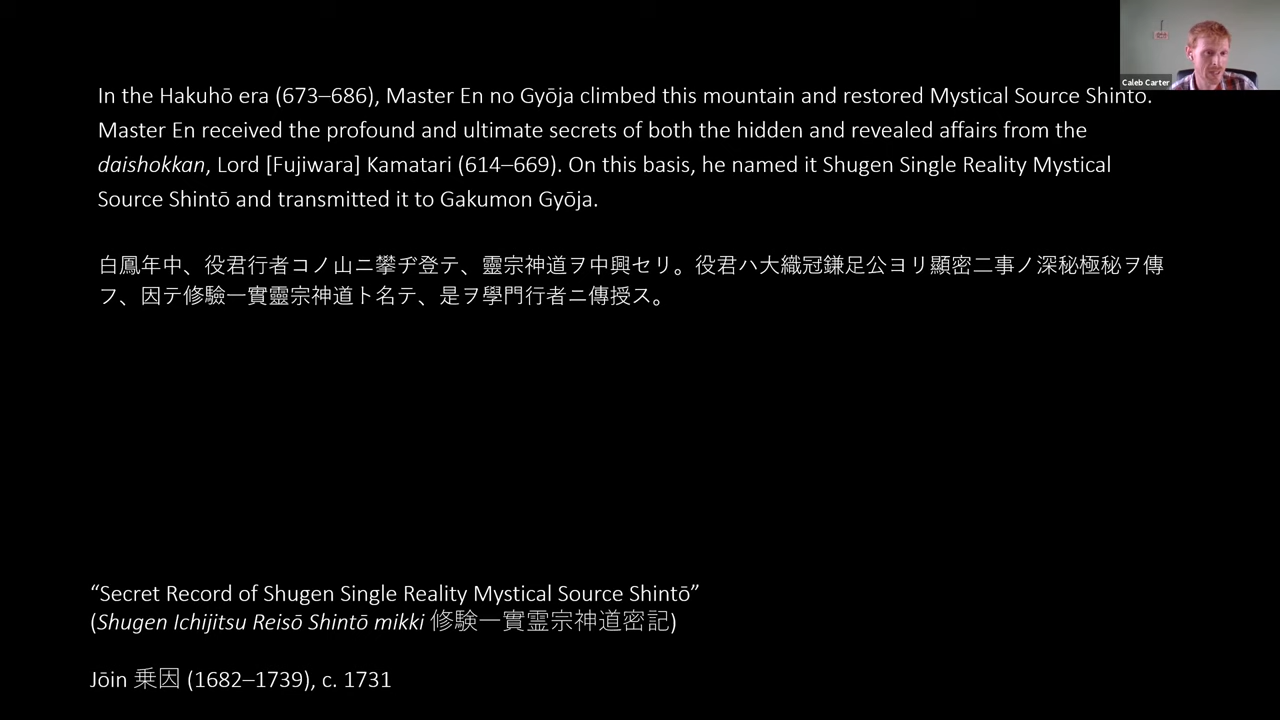 Caleb Carter
In the Hakuhō era (673–686), Master En no Gyōja climbed this mountain and restored Mystical Source Shintō.
Master En received the profound and ultimate secrets of both the hidden and revealed affairs from the
daishokkan, Lord [Fujiwara] Kamatari (614–669). On this basis, he named it Shugen Single Reality Mystical
Source Shintō and transmitted it to Gakumon Gyōja.
白鳳年中、役君行者コノ山ニ攀ヂ登テ、靈宗神道ヲ中興セリ。役君ハ大織冠鎌足公ヨリ顯密二事ノ深秘極秘ヲ傳
フ、因テ修驗一實靈宗神道ト名テ、是ヲ學門行者ニ傳授ス。
“Secret Record of Shugen Single Reality Mystical Source Shintō”
(Shugen Ichijitsu Reisō Shintō mikki 修験一實霊宗神道密記)
Jōin 乗因 (1682–1739), c. 1731